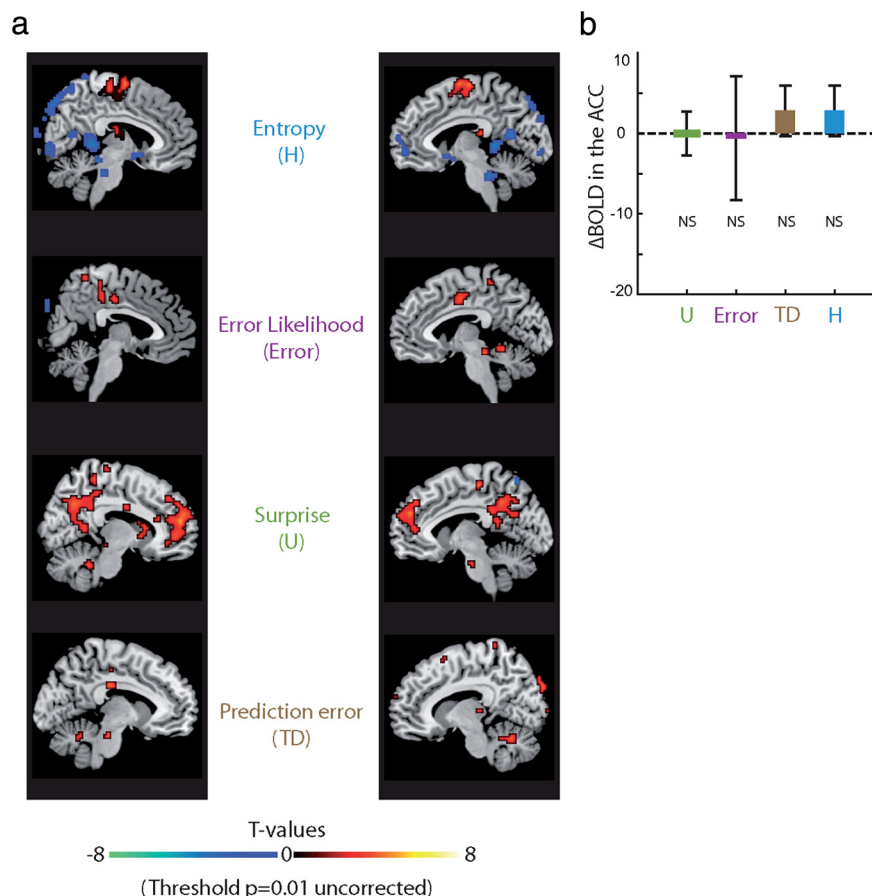 a
Entropy
(H)
Error Likelihood
(Error)
Surprise
(U)
Prediction error
(TD)
T-values
-8 0 8
(Threshold p=0.01 uncorrected)
b
ΔBOLD in the ACC
10
0
-10
-20
NS NS NS NS
U Error TD H